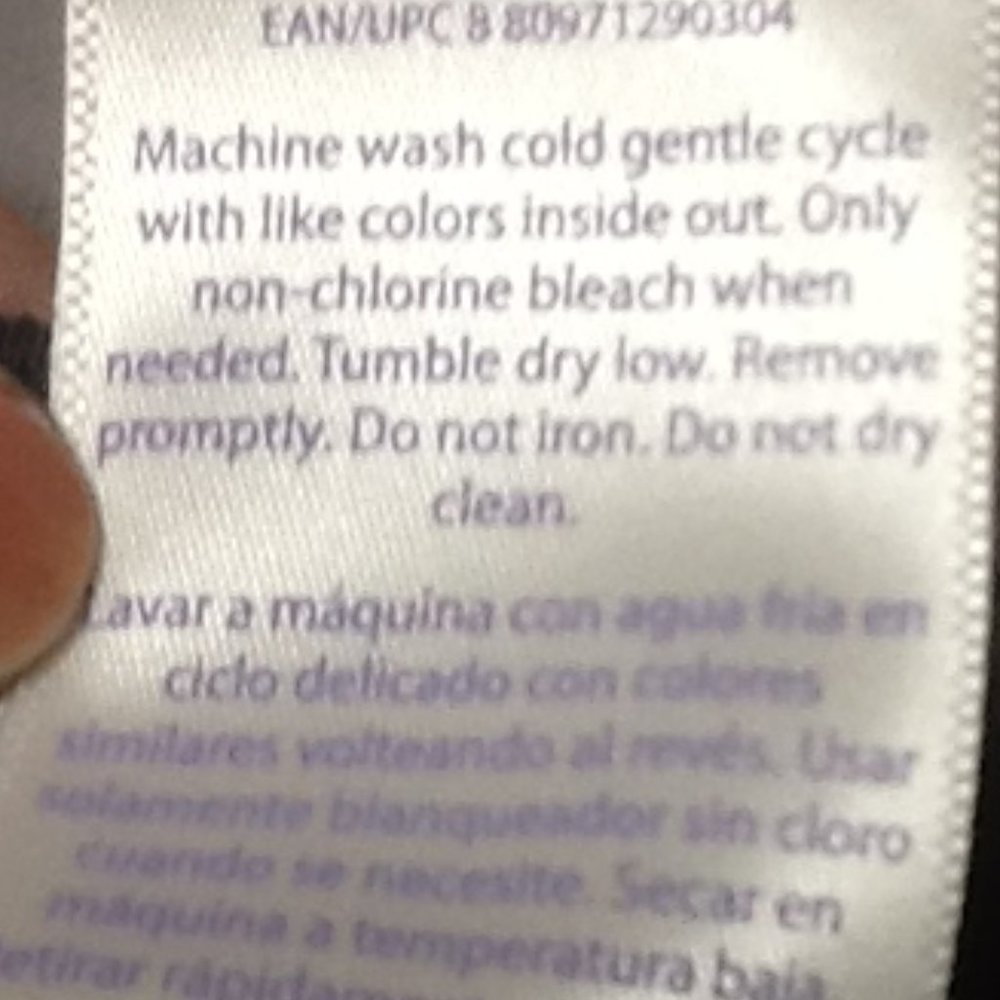 EAN/UPC 8 80971290304
Machine wash cold gentle cycle
with like colors inside out. Only
non-chlorine bleach when
needed. Tumble dry low. Remove
promptly. Do not iron. Do not dry
clean.
Lavar a máquina con agua fría en
ciclo delicado con colores
similares volteando al revés. Usar
solamente blanqueador sin cloro
cuando se necesite. Secar en
máquina a temperatura baja.